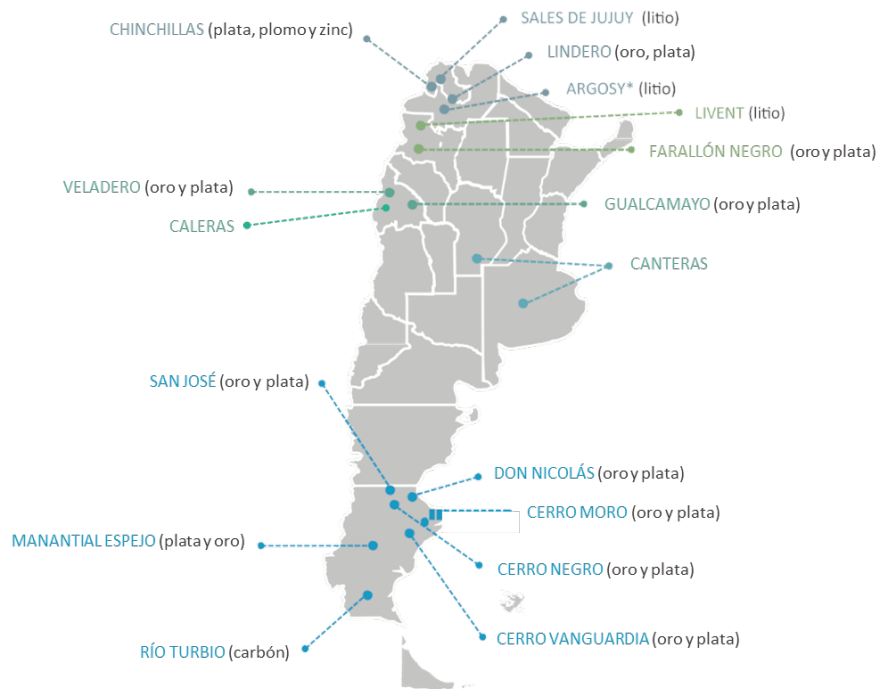 SALES DE JUJUY (litio)
CHINCHILLAS (plata, plomo y zinc)
LINDERO (oro, plata)
ARGOSY* (litio)
LIVENT (litio)
FARALLÓN NEGRO (oro y plata)
VELADERO (oro y plata)
GUALCAMAYO (oro y plata)
CALERAS
CANTERAS
SAN JOSÉ (oro y plata)
DON NICOLÁS (oro y plata)
CERRO MORO (oro y plata)
MANANTIAL ESPEJO (plata y oro)
CERRO NEGRO (oro y plata)
CERRO VANGUARDIA (oro y plata)
RÍO TURBIO (carbón)